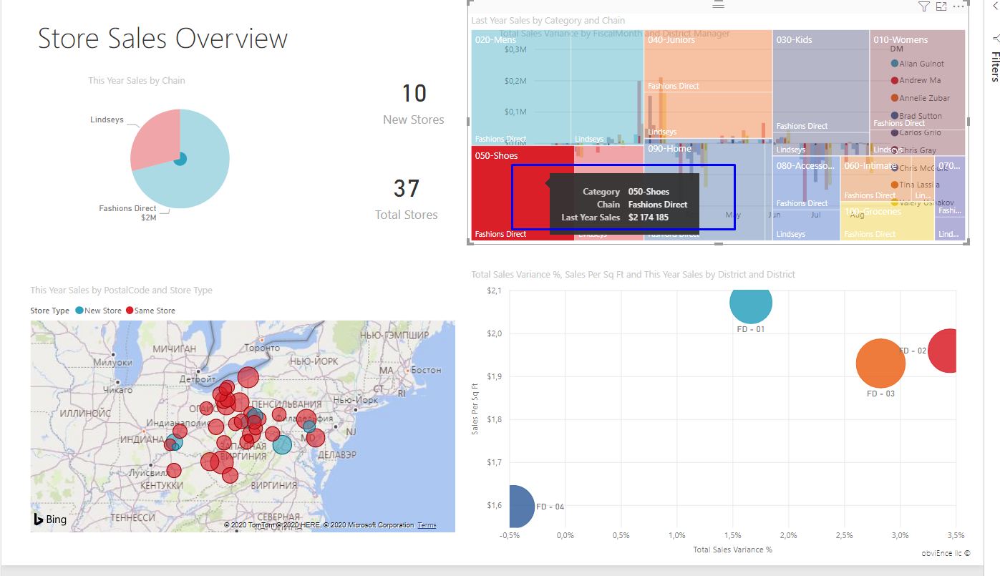 Store Sales Overview
This Year Sales by Chain
Lindseys
Fashions Direct
$2M
10
New Stores
37
Total Stores
Last Year Sales by Category and Chain
Total Sales Variance by FiscalMonth and District Manager
020-Mens
040-Juniors
030-Kids
010-Womens
DM
$0,3M
$0,2M
$0,1M
$0,0M
Allan Guinot
Andrew Ma
Annelie Zubar
Brad Sutton
Carlos Grilo
Chris Gray
Chris McGurk
Tina Lassila
Valery Ushakov
Fashions Direct
Lindseys
Fashions Direct
Lindseys
Fashions Direct
Lindseys
Fashions Direct
Lindseys
050-Shoes
Fashions Direct
Lindseys
090-Home
Fashions Direct
080-Accesso...
Fashions Direct
Lindseys
060-Intimate
Fashions Direct
Lin...
070...
Fashi...
Lind...
100-Groceries
Fashions Direct
May
Jun
Jul
Aug
Category 050-Shoes
Chain Fashions Direct
Last Year Sales $2 174 185
Filters
This Year Sales by PostalCode and Store Type
Store Type New Store Same Store
НЬЮ-ГЭМПШИР
МИЧИГАН
Торонто
Милуоки
НЬЮ-ЙОРК
MA
Бостон
Детройт
Чикаго
CT
RI
Нью-Йорк
ПЕНСИЛЬВАНИЯ
ИЛЛИНОЙС
ОГАЙО
Филадельфия
Индианаполис
NJ
ИНДИАНА
MD
ЗАПАДНАЯ
ВИРГИНИЯ
ДЕЛАВЭР
Луисвилл
КЕНТУККИ
ВИРГИНИЯ
ТЕННЕССИ
СЕВЕРНАЯ
КАРОЛИНА
Bing
© 2020 TomTom © 2020 HERE, © 2020 Microsoft Corporation Terms
Total Sales Variance %, Sales Per Sq Ft and This Year Sales by District and District
Sales Per Sq Ft
$2,1
$2,0
$1,9
$1,8
$1,7
$1,6
FD - 01
FD - 02
FD - 03
FD - 04
-0,5%
0,0%
0,5%
1,0%
1,5%
2,0%
2,5%
3,0%
3,5%
Total Sales Variance %
obviEnce llc ©